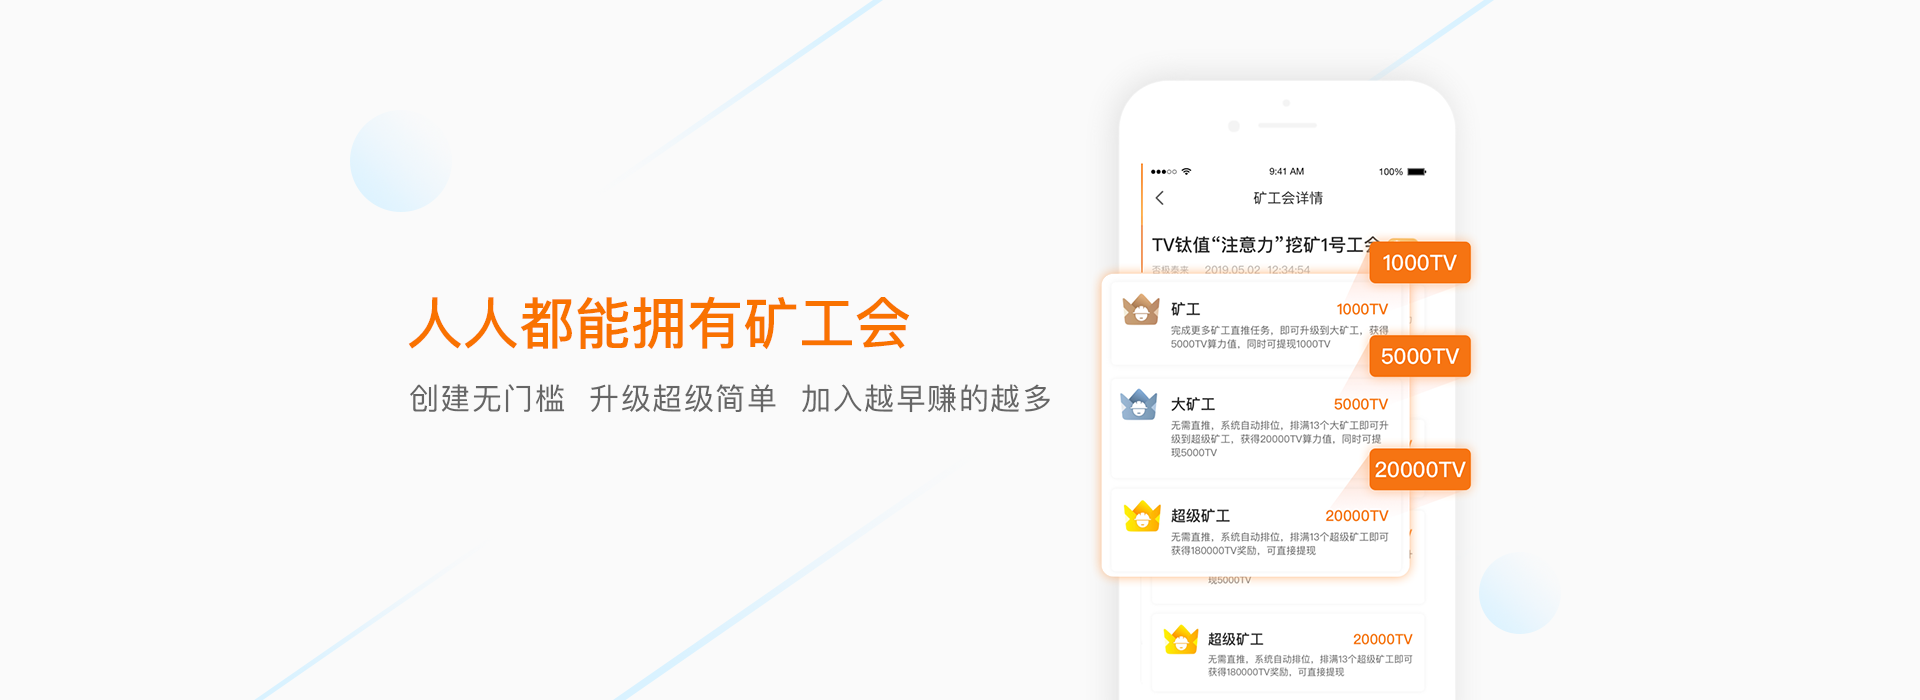 人人都能拥有矿工会
创建无门槛 升级超级简单 加入越早赚的越多
9:41 AM
100%
矿工会详情
TV钛值“注意力”挖矿1号工会
否极泰来 2019.05.02 12:34:54
1000TV
矿工 1000TV
完成更多矿工直推任务，即可升级到大矿工，获得
5000TV算力值，同时可提现1000TV
5000TV
大矿工 5000TV
无需直推，系统自动排位，排满13个大矿工即可升
级到超级矿工，获得20000TV算力值，同时可提
现5000TV
20000TV
超级矿工 20000TV
无需直推，系统自动排位，排满13个超级矿工即可
获得180000TV奖励，可直接提现
现5000TV
超级矿工 20000TV
无需直推，系统自动排位，排满13个超级矿工即可
获得180000TV奖励，可直接提现